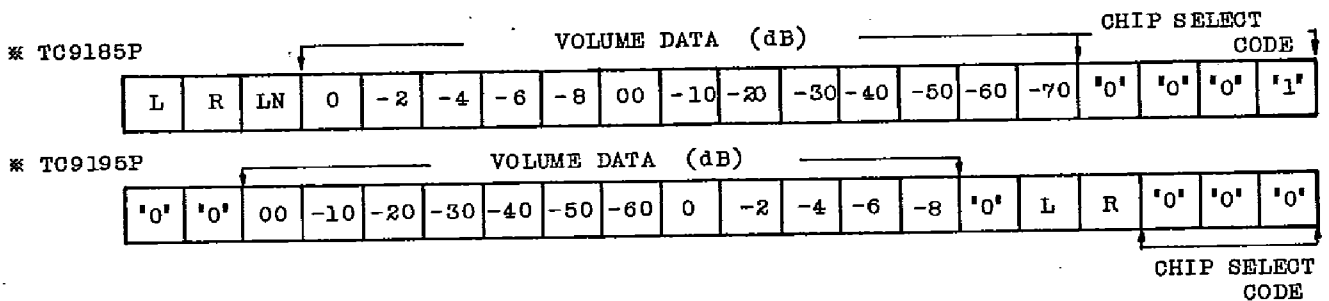 CHIP SELECT
※ TC9185P VOLUME DATA (dB) CODE
L R LN 0 -2 -4 -6 -8 00 -10 -20 -30 -40 -50 -60 -70 "0" "0" "0" "1"
※ TC9195P VOLUME DATA (dB)
"0" "0" 00 -10 -20 -30 -40 -50 -60 0 -2 -4 -6 -8 "0" L R "0" "0" "0"
CHIP SELECT
CODE